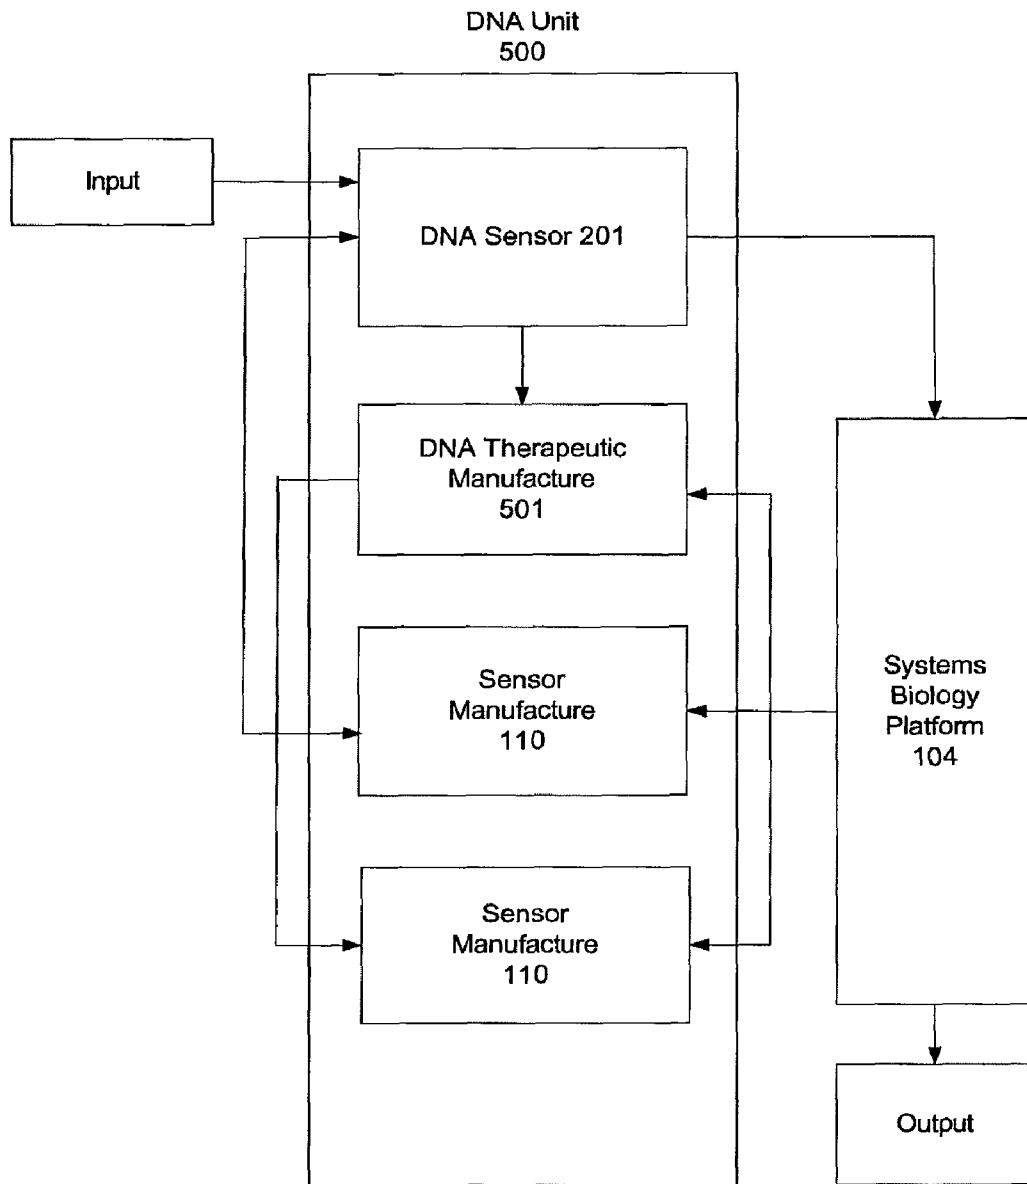 DNA Unit
500
Input
DNA Sensor 201
DNA Therapeutic
Manufacture
501
Sensor
Manufacture
110
Systems
Biology
Platform
104
Sensor
Manufacture
110
Output